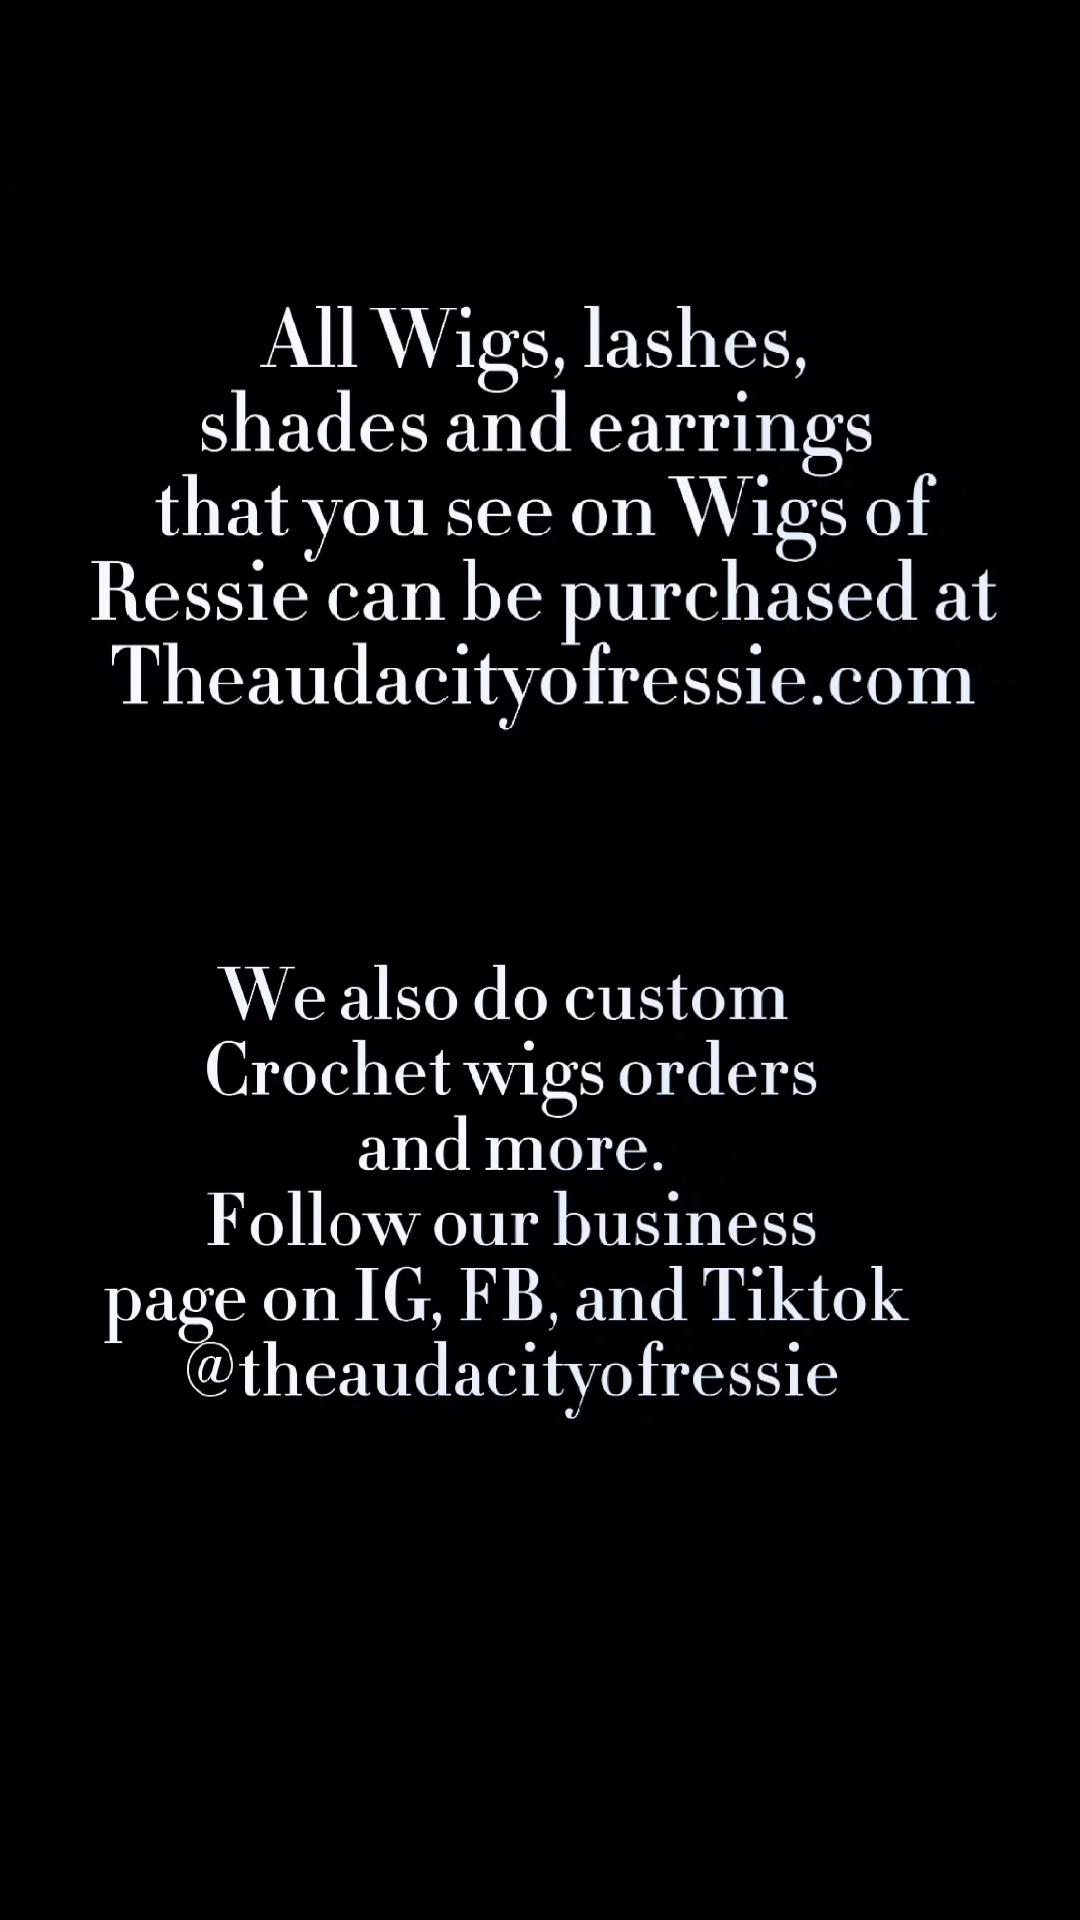 All Wigs, lashes,
shades and earrings
that you see on Wigs of
Ressie can be purchased at
Theaudacityofressie.com
We also do custom
Crochet wigs orders
and more.
Follow our business
page on IG, FB, and Tiktok
@theaudacityofressie